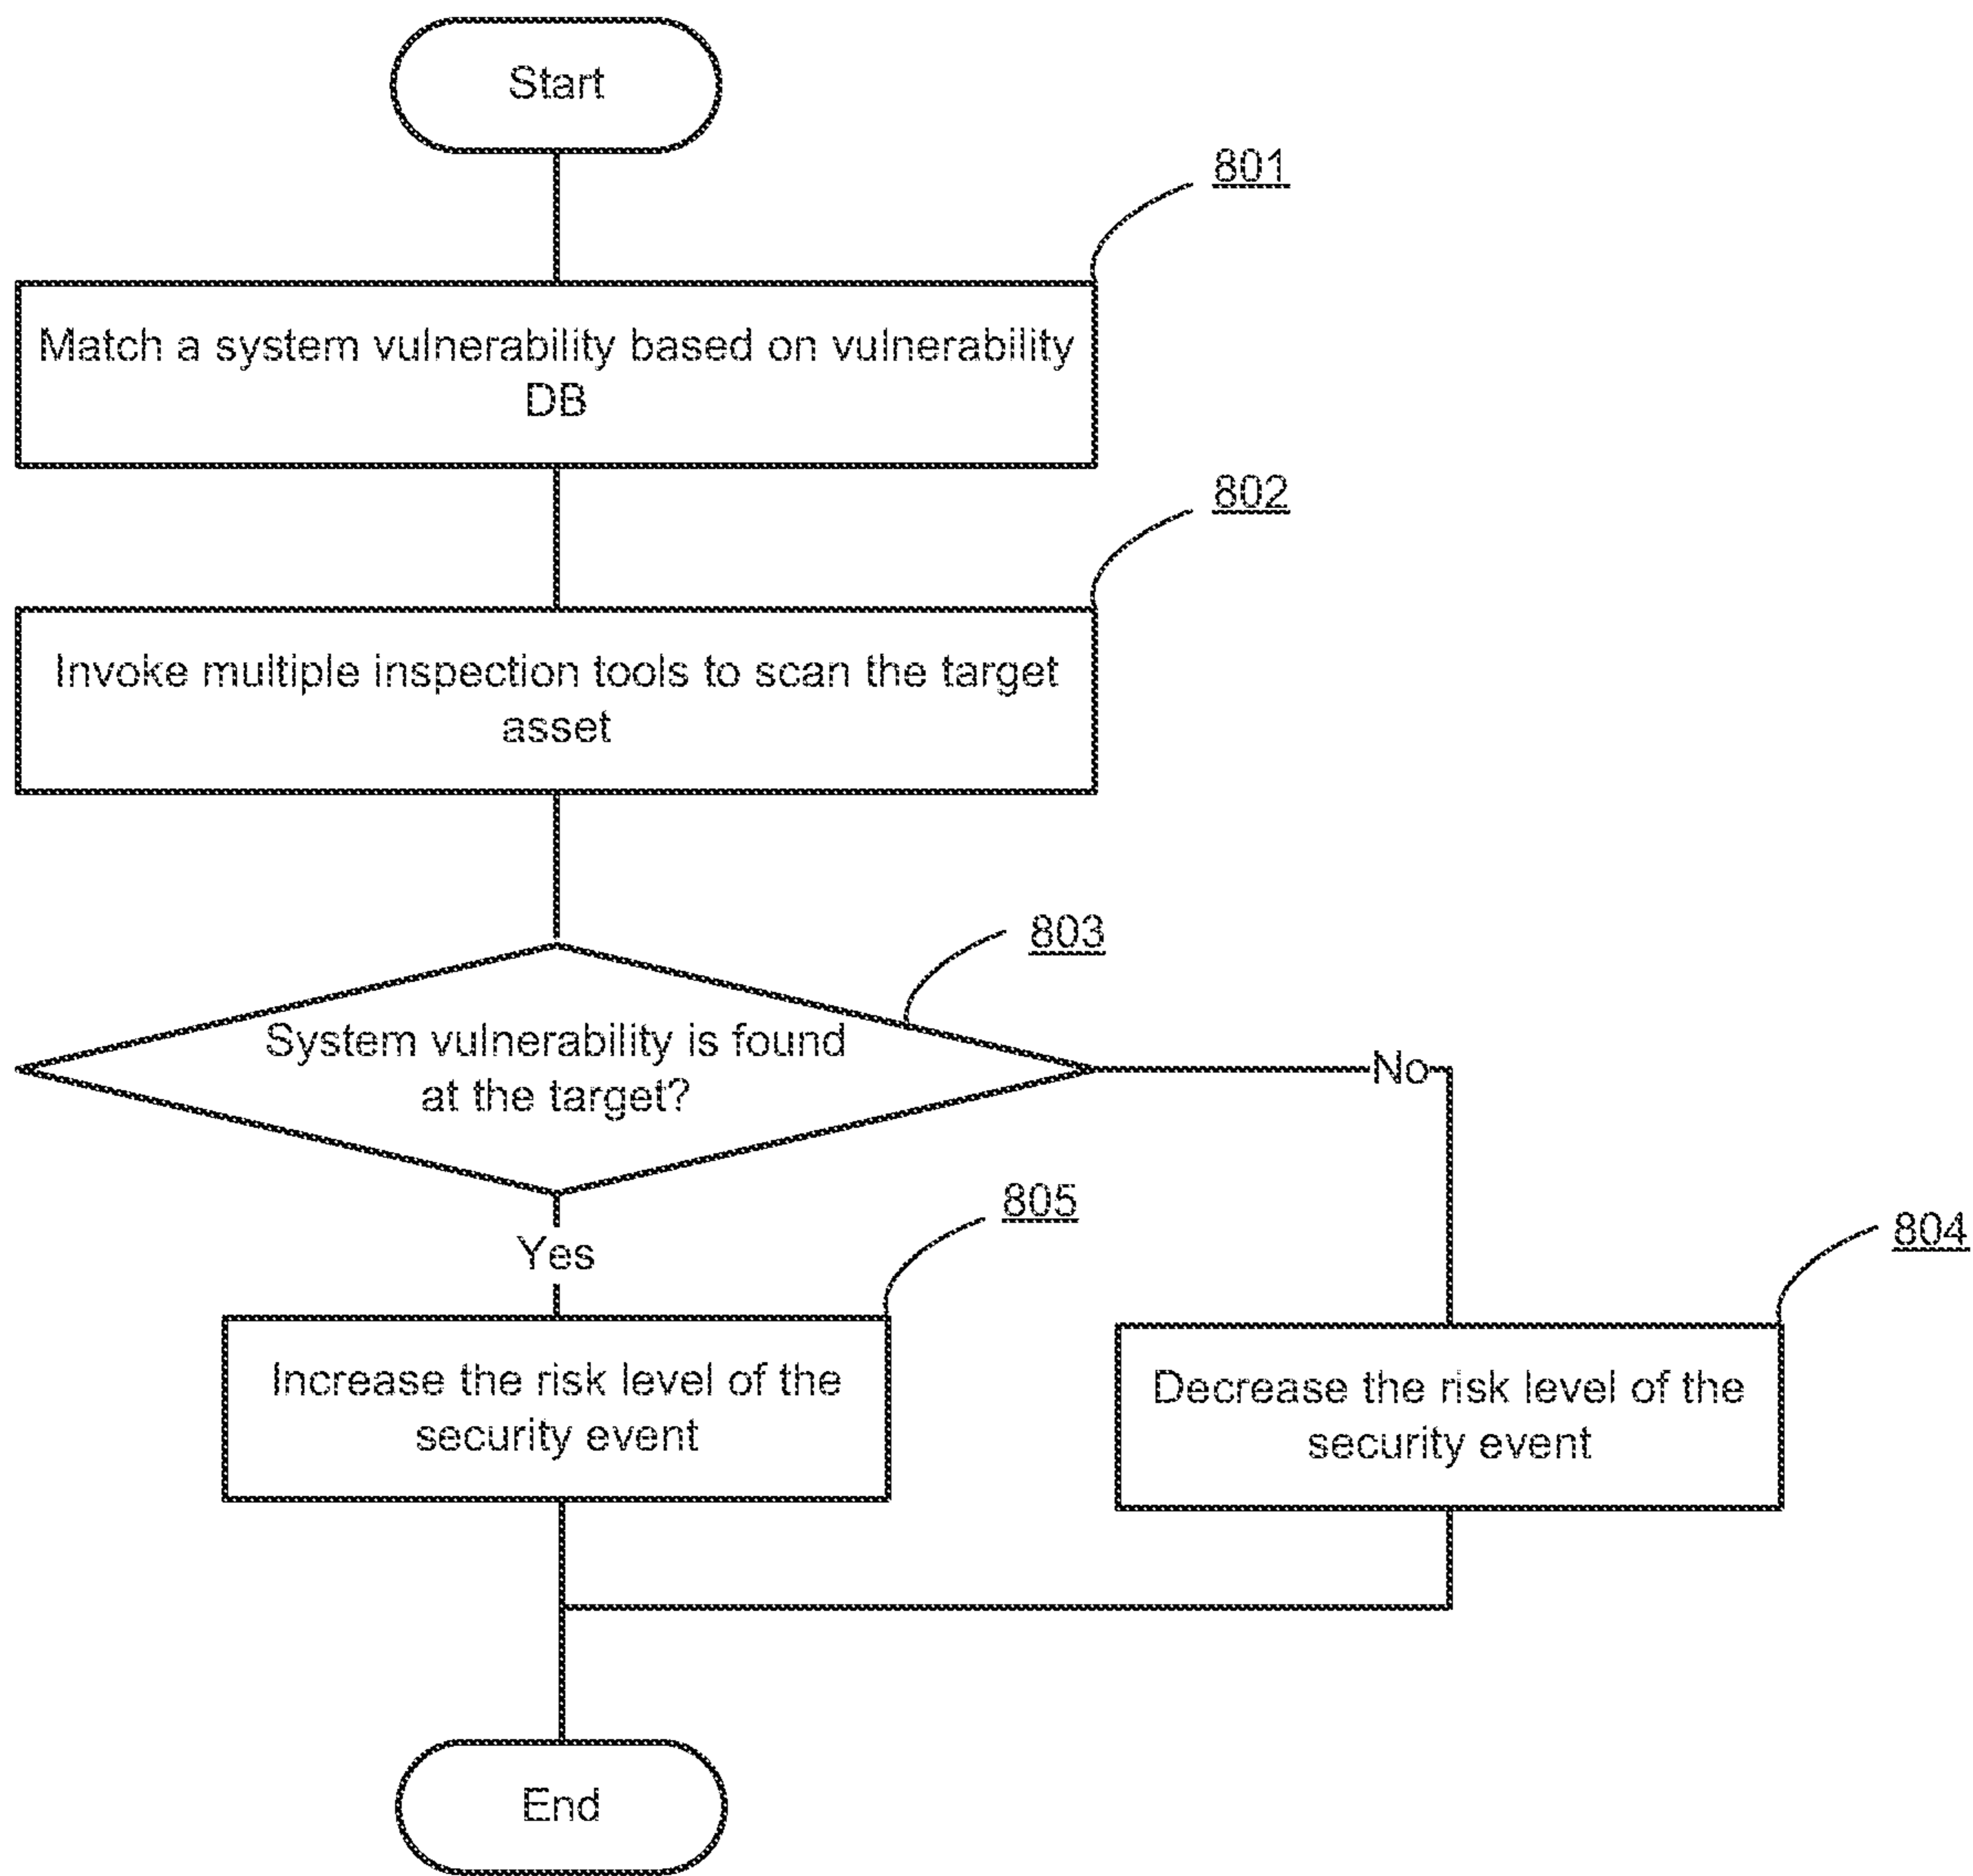 Start
801
Match a system vulnerability based on vulnerability
DB
802
Invoke multiple inspection tools to scan the target
asset
803
System vulnerability is found
at the target?
No
Yes
805
Increase the risk level of the
security event
804
Decrease the risk level of the
security event
End